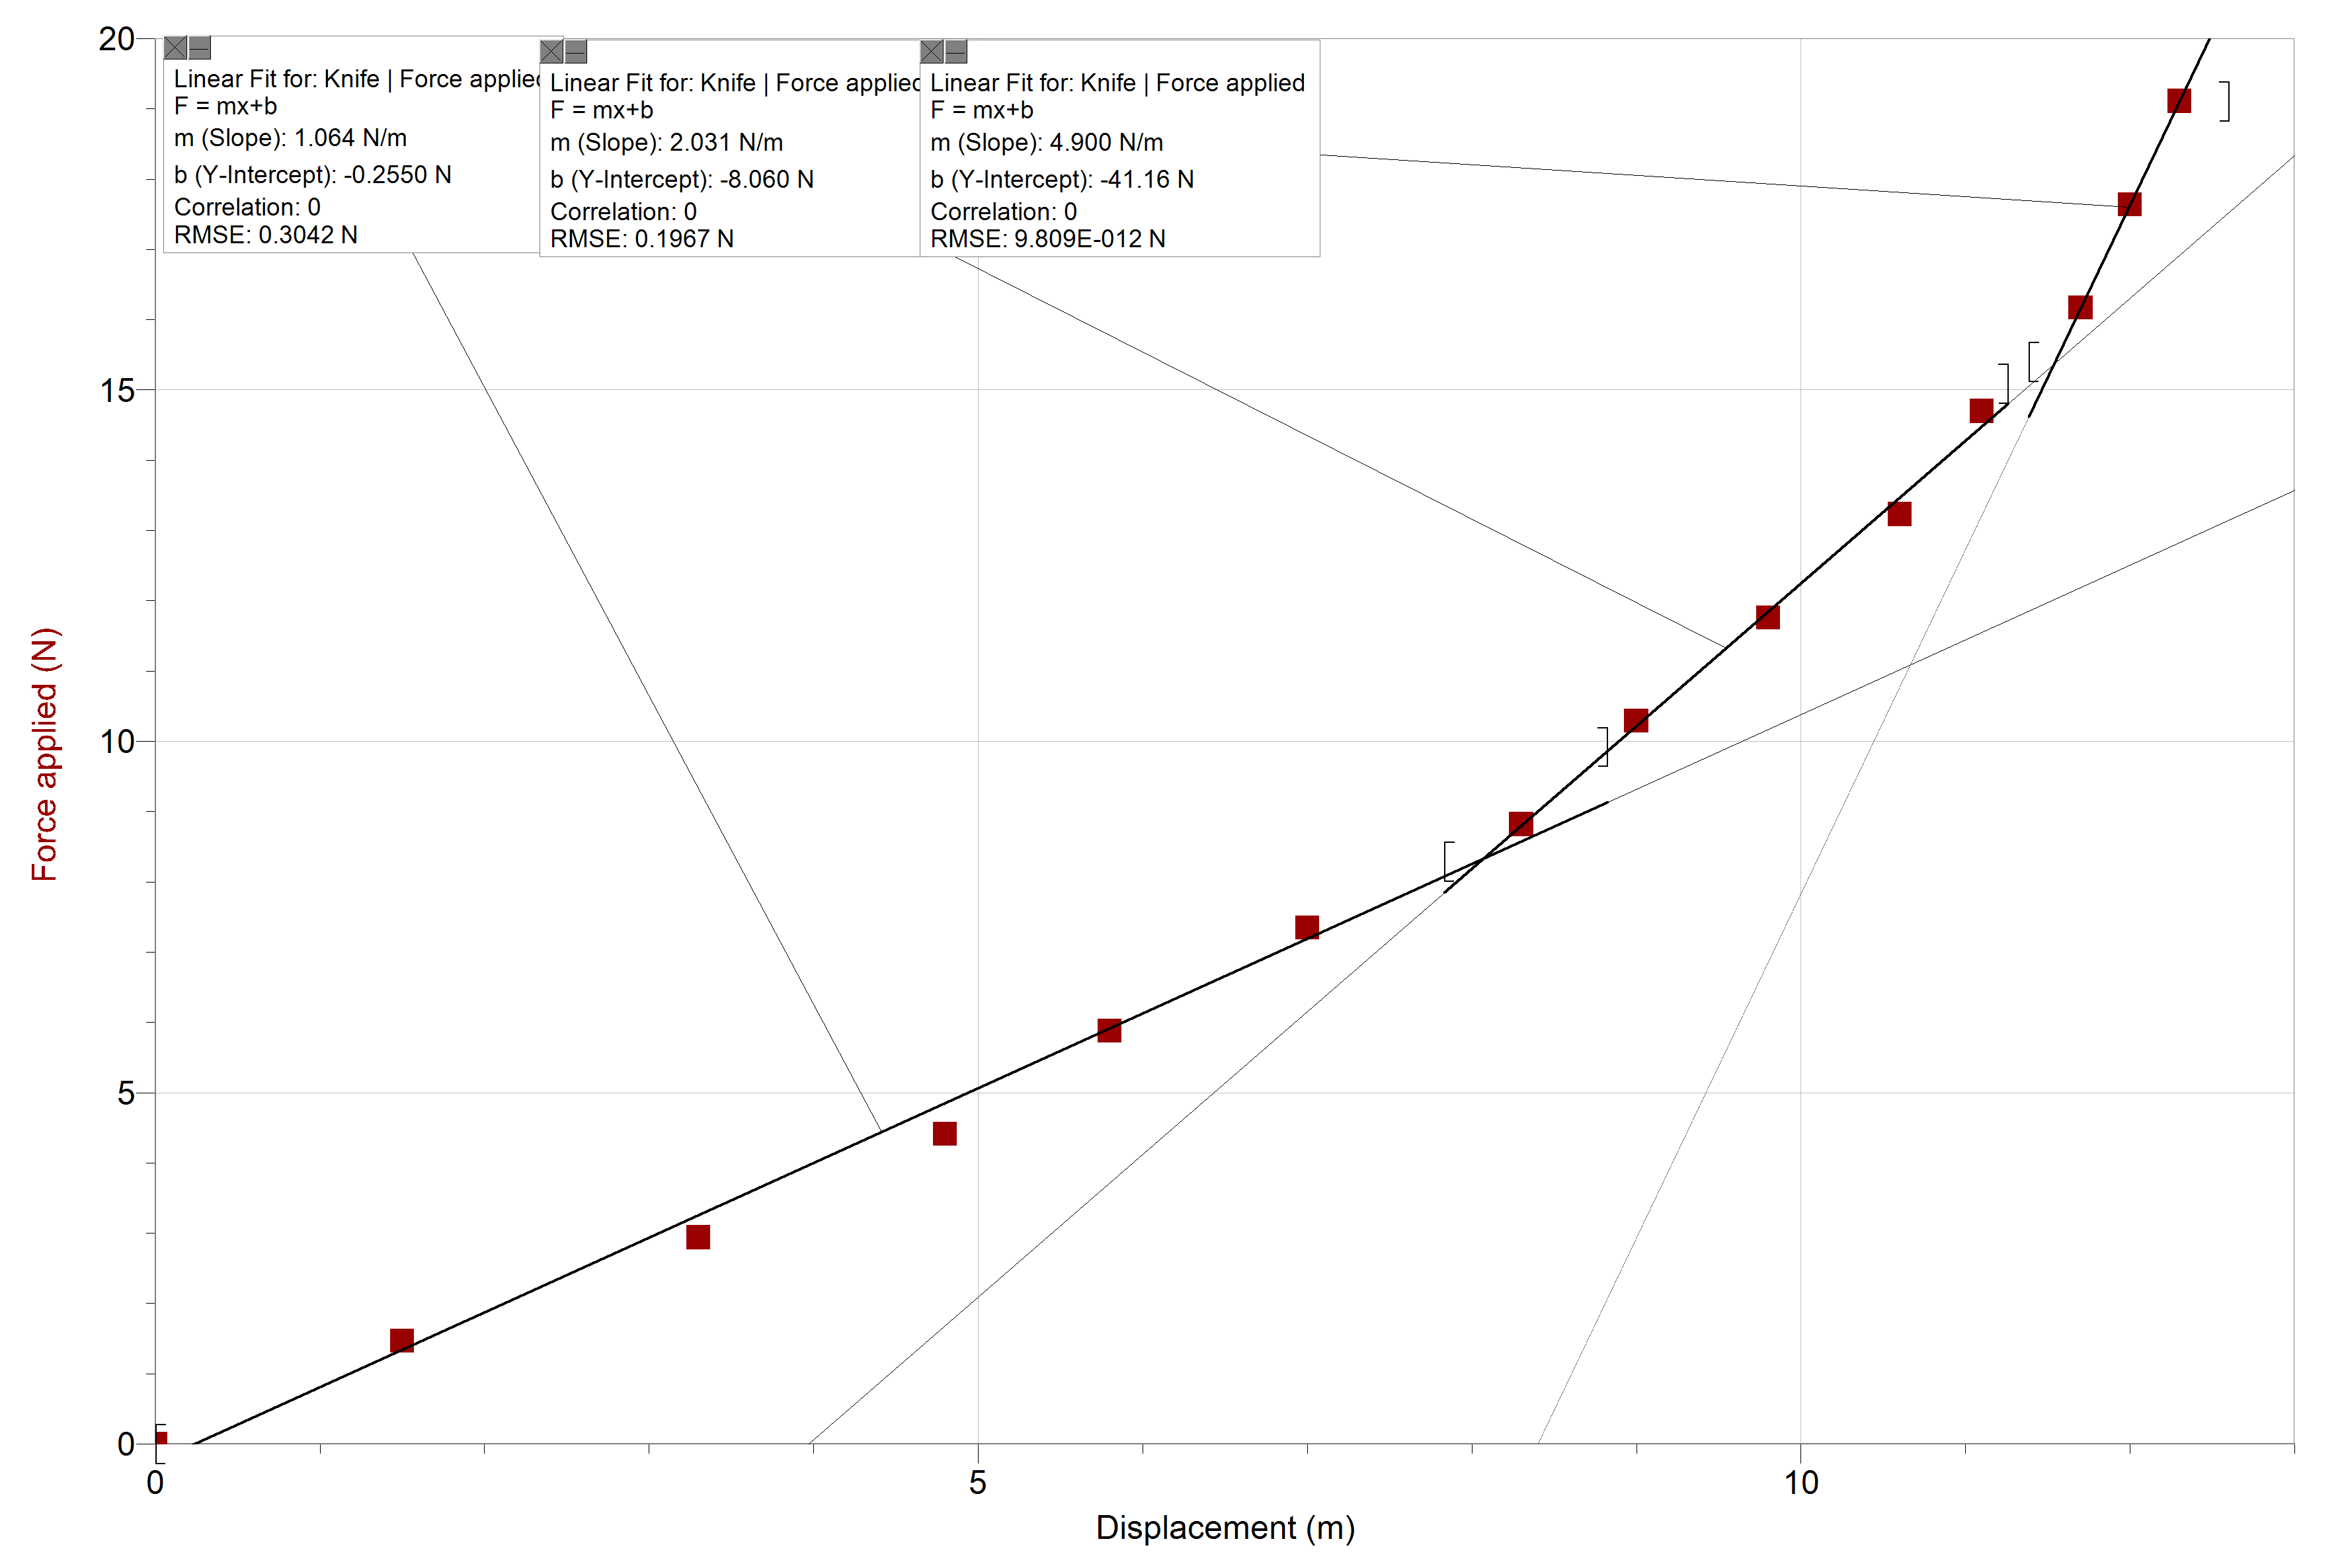 20
15
10
5
0
Force applied (N)
Linear Fit for: Knife | Force applied
F = mx+b
m (Slope): 1.064 N/m
b (Y-Intercept): -0.2550 N
Correlation: 0
RMSE: 0.3042 N
Linear Fit for: Knife | Force applied
F = mx+b
m (Slope): 2.031 N/m
b (Y-Intercept): -8.060 N
Correlation: 0
RMSE: 0.1967 N
Linear Fit for: Knife | Force applied
F = mx+b
m (Slope): 4.900 N/m
b (Y-Intercept): -41.16 N
Correlation: 0
RMSE: 9.809E-012 N
0
5
10
Displacement (m)